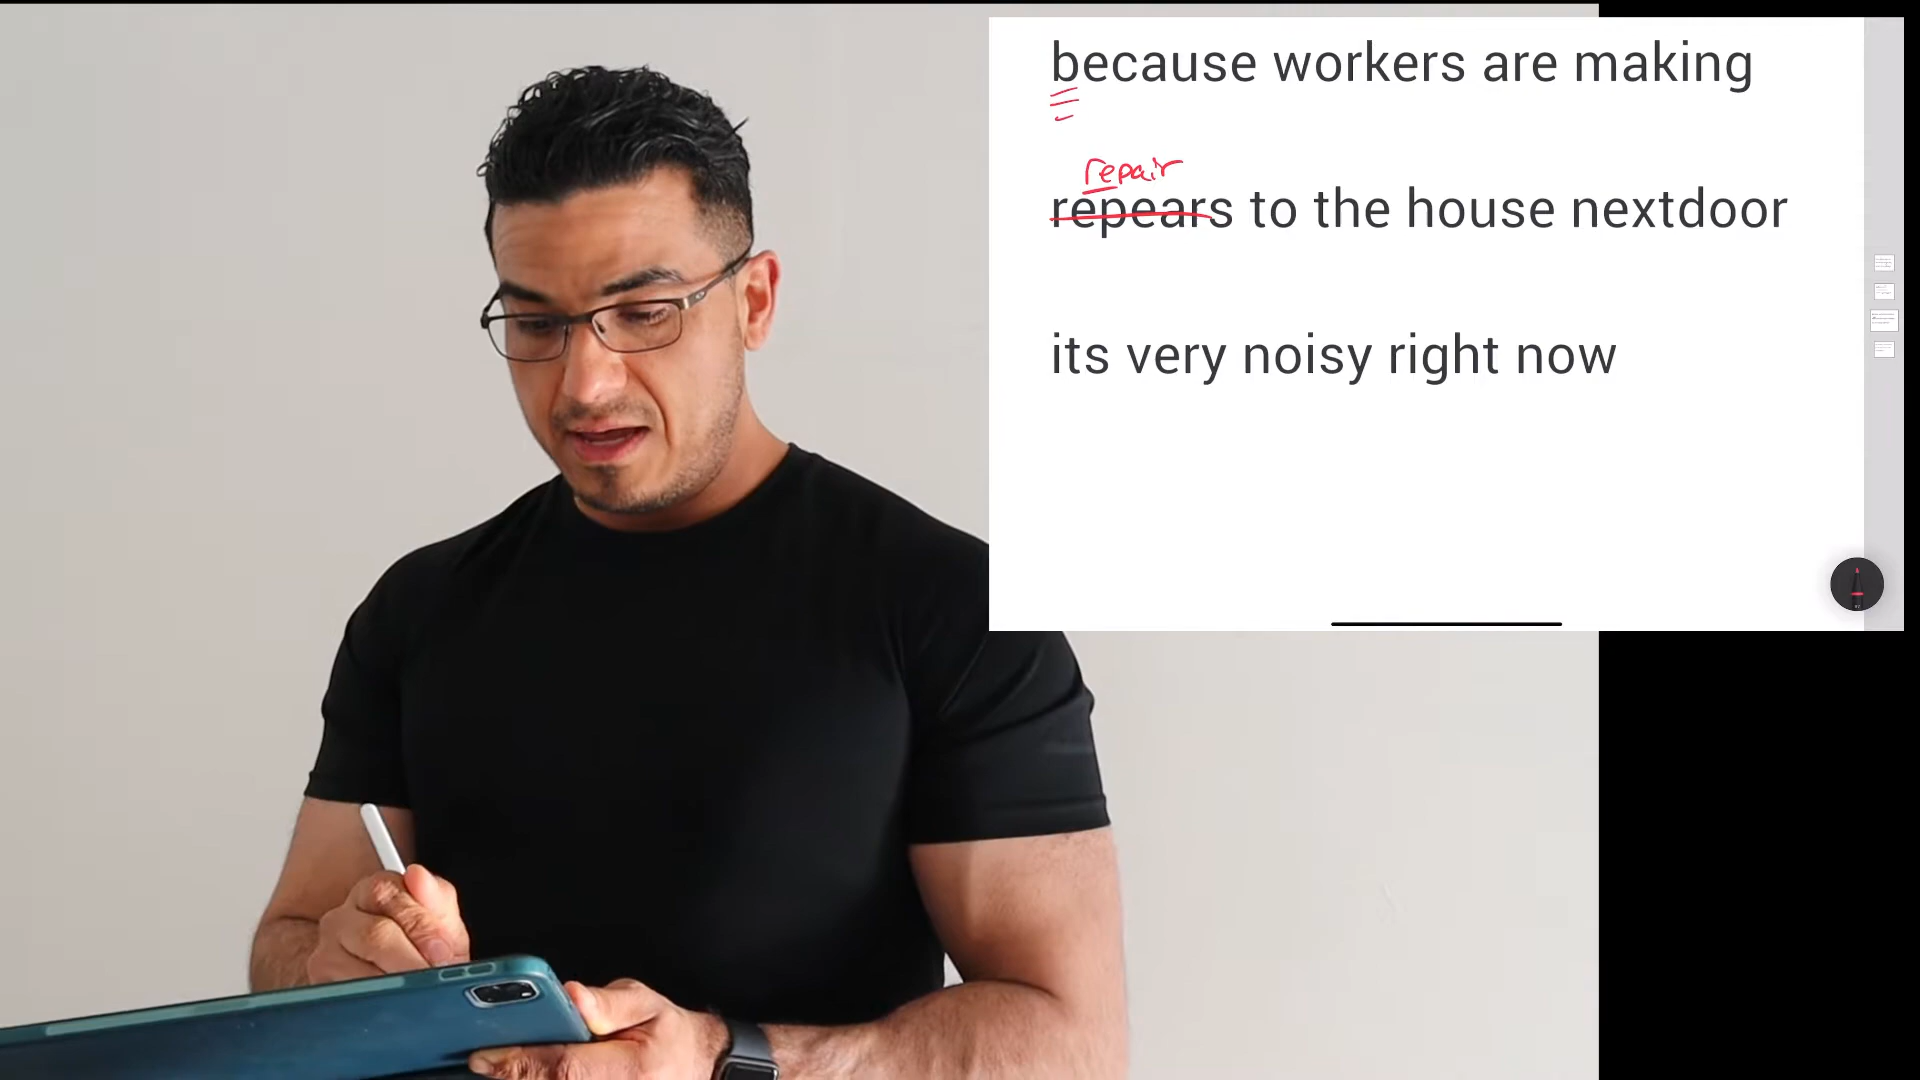 because workers are making
repair
repears to the house nextdoor
its very noisy right now